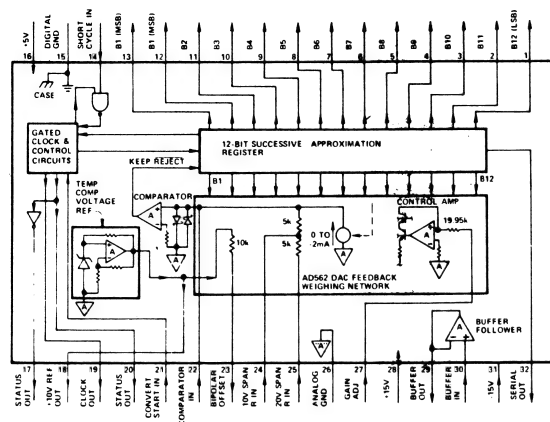 +5V
DIGITAL
GND
SHORT
CYCLE IN
B1 (MSB)
B1 (MSB)
B2
B3
B4
B5
B6
B7
B8
B9
B10
B11
B12 (LSB)
16
15
14
13
12
11
10
9
8
7
6
5
4
3
2
1
CASE
GATED
CLOCK &
CONTROL
CIRCUITS
12-BIT SUCCESSIVE APPROXIMATION
REGISTER
KEEP REJECT
B1
B12
TEMP
COMP
VOLTAGE
REF
COMPARATOR
A
A
A
A
10k
5k
5k
0 TO
2mA
A
CONTROL AMP
A
19.95k
A
AD562 DAC FEEDBACK
WEIGHING NETWORK
A
A
BUFFER
FOLLOWER
17
18
19
20
21
22
23
24
25
26
27
28
29
30
31
32
STATUS
OUT
+10V REF
OUT
CLOCK
OUT
STATUS
OUT
CONVERT
START IN
COMPARATOR
IN
BIPOLAR
OFFSET
10V SPAN
R IN
20V SPAN
R IN
ANALOG
GND
GAIN
ADJ
+15V
BUFFER
OUT
BUFFER
IN
-15V
SERIAL
OUT